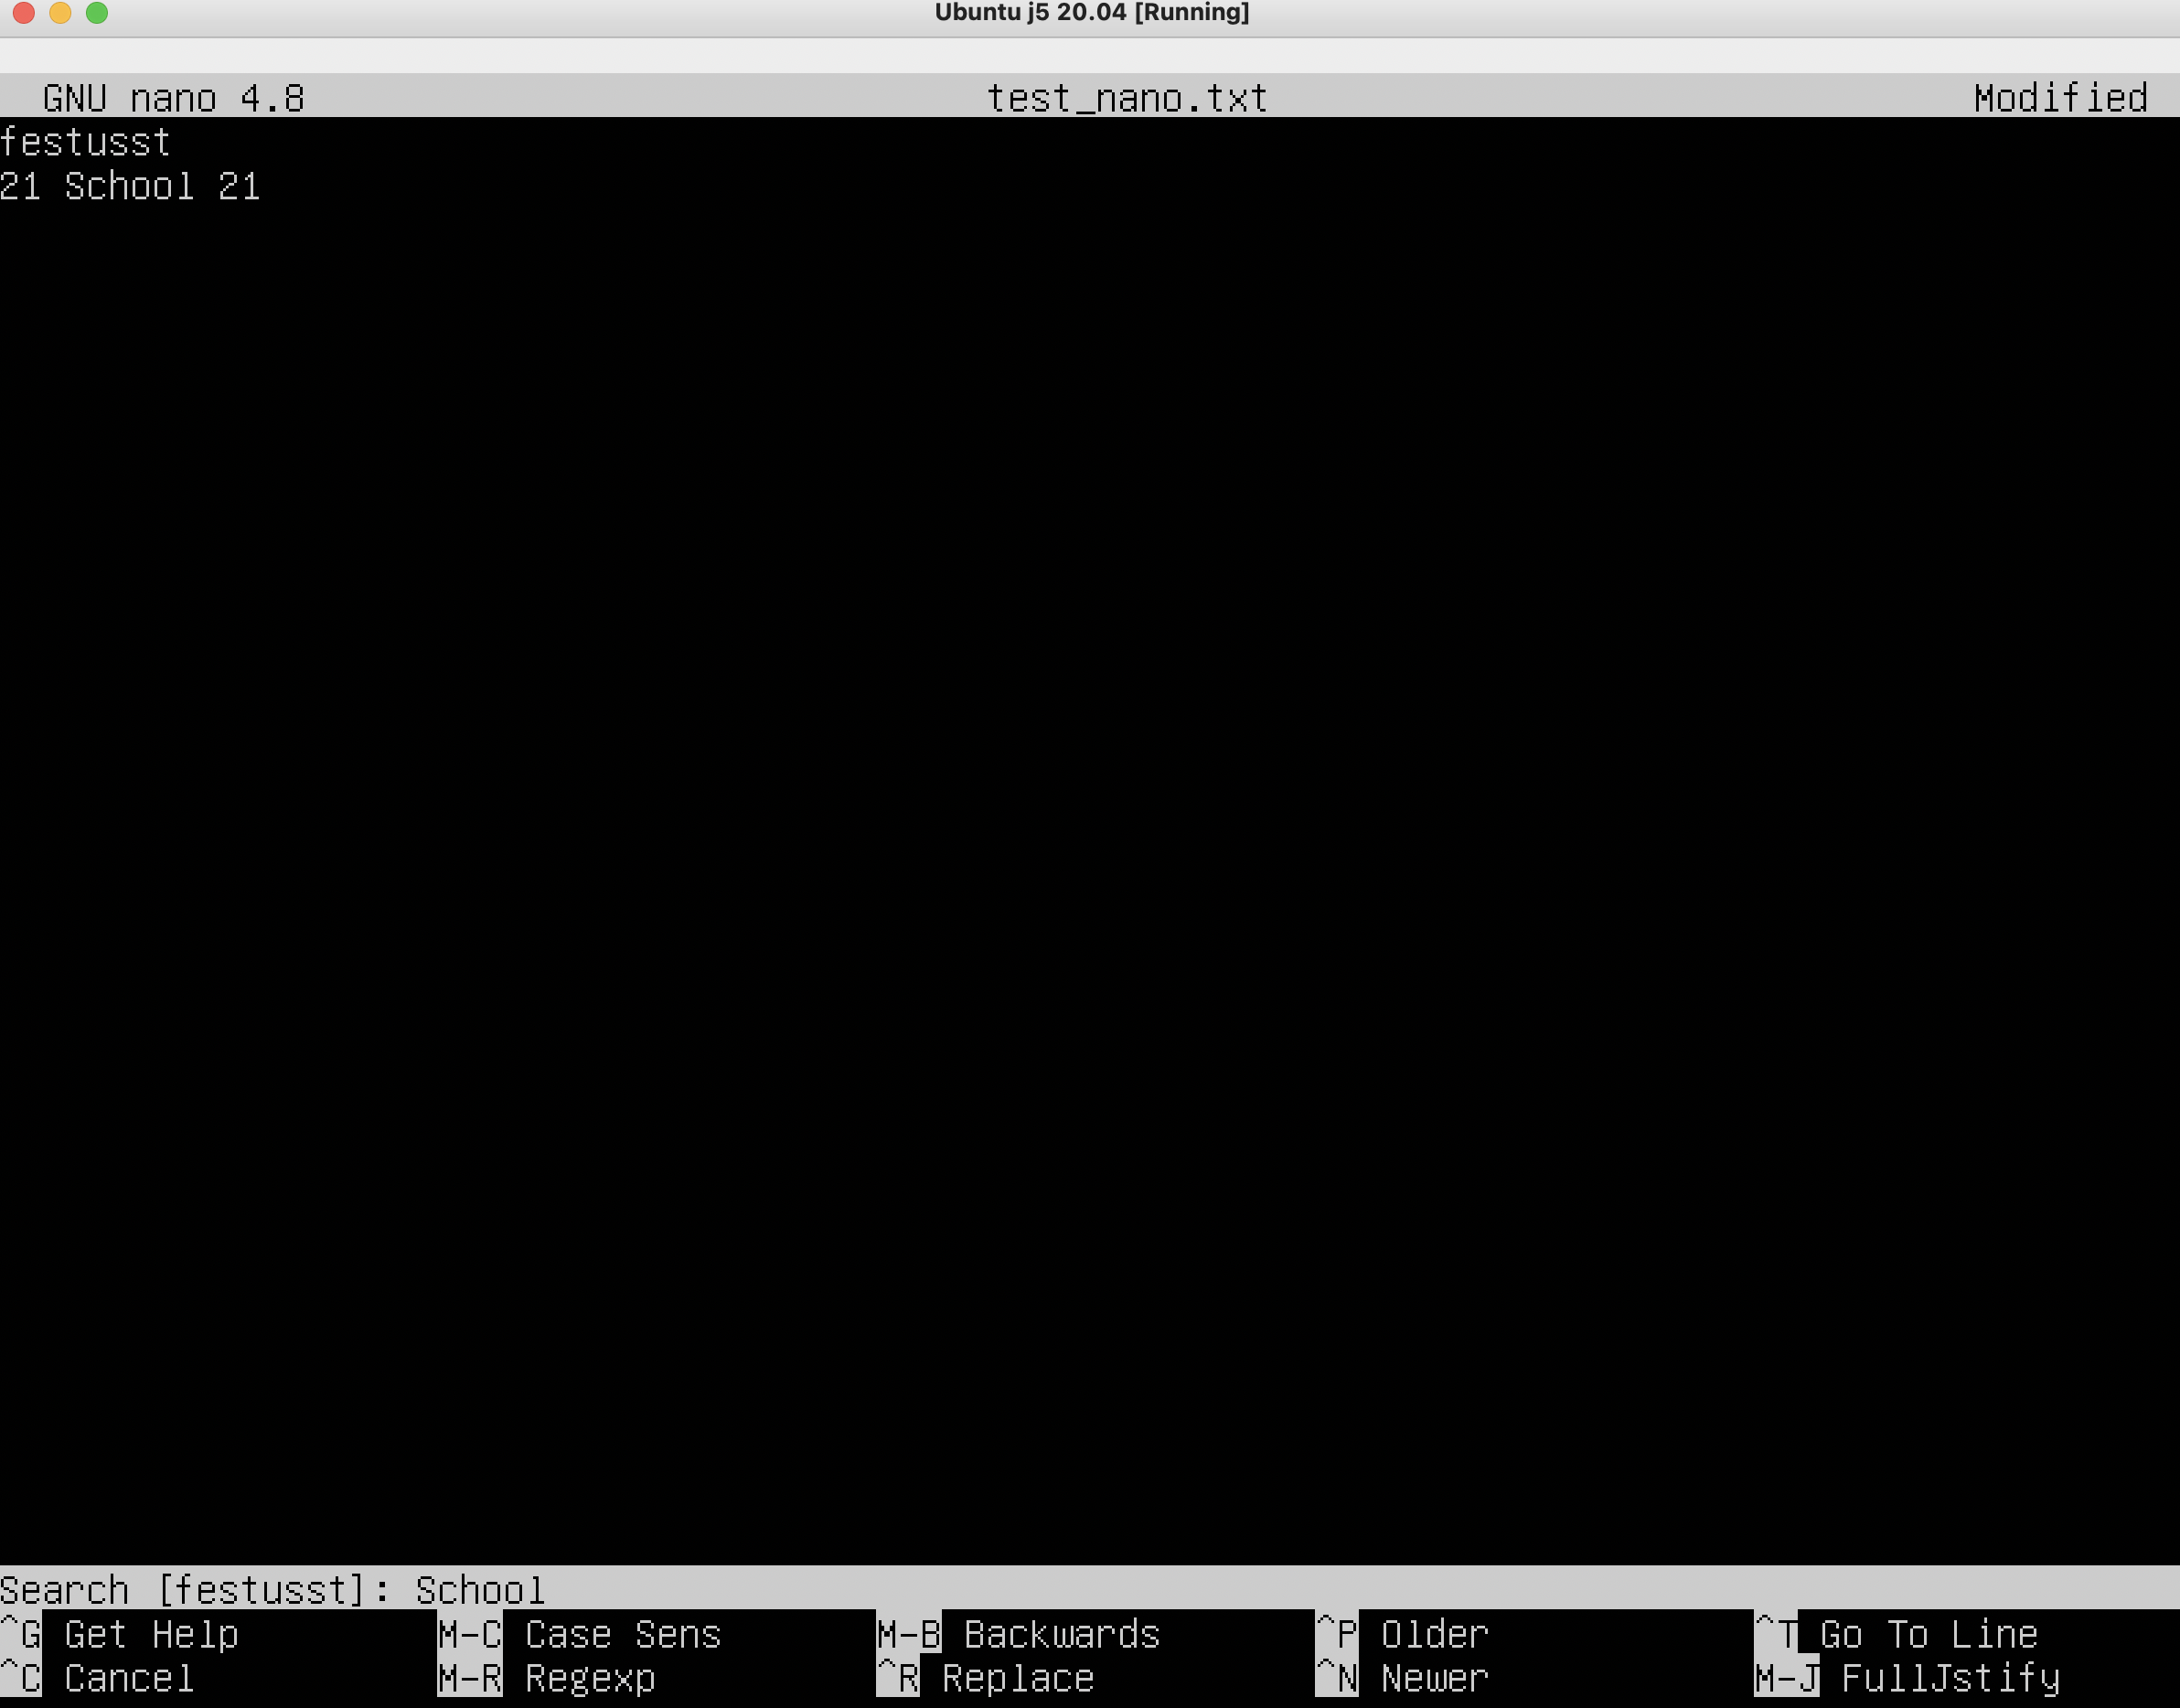 Ubuntu j5 20.04 [Running]
GNU nano 4.8 test_nano.txt Modified
festusst
21 School 21
Search [festusst]: School
^G Get Help M-C Case Sens M-B Backwards ^P Older ^T Go To Line
^C Cancel M-R Regexp ^R Replace ^N Newer M-J FullJstify